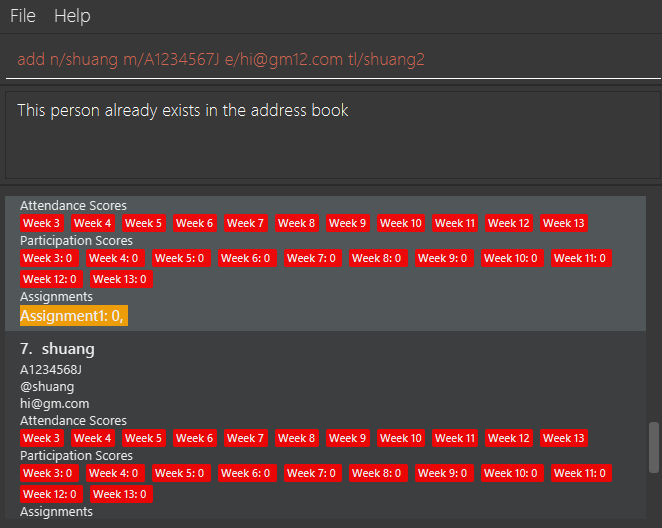 File Help
add n/shuang m/A1234567J e/hi@gm12.com tl/shuang2
This person already exists in the address book
Attendance Scores
Week 3 Week 4 Week 5 Week 6 Week 7 Week 8 Week 9 Week 10 Week 11 Week 12 Week 13
Participation Scores
Week 3: 0 Week 4: 0 Week 5: 0 Week 6: 0 Week 7: 0 Week 8: 0 Week 9: 0 Week 10: 0 Week 11: 0
Week 12: 0 Week 13: 0
Assignments
Assignment1: 0,
7. shuang
A1234568J
@shuang
hi@gm.com
Attendance Scores
Week 3 Week 4 Week 5 Week 6 Week 7 Week 8 Week 9 Week 10 Week 11 Week 12 Week 13
Participation Scores
Week 3: 0 Week 4: 0 Week 5: 0 Week 6: 0 Week 7: 0 Week 8: 0 Week 9: 0 Week 10: 0 Week 11: 0
Week 12: 0 Week 13: 0
Assignments